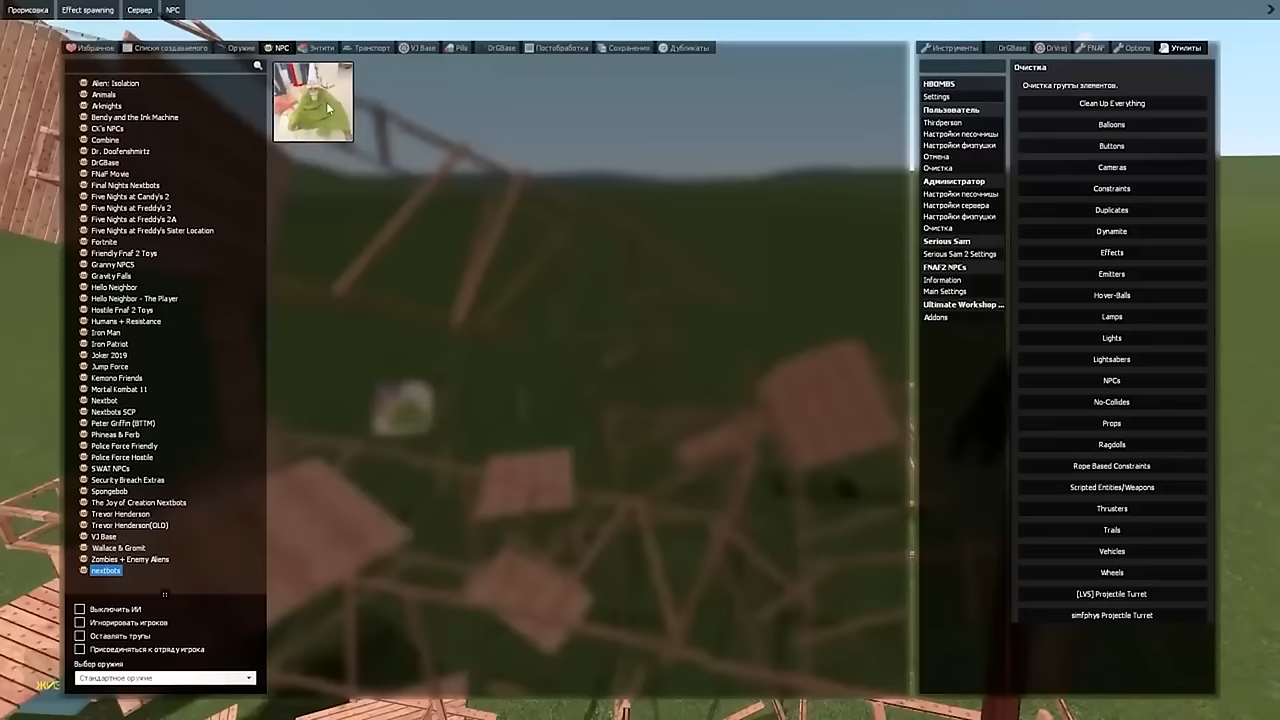 Прорисовка Effect spawning Сервер NPC
Избранное Списки создаваемого Оружие NPC Энтити Транспорт VJ Base Pills DrGBase Постобработка Сохранения Дубликаты
Alien: Isolation
Animals
Arknights
Bendy and the Ink Machine
CK's NPCs
Combine
Dr. Doofenshmirtz
DrGBase
FNaF Movie
Final Nights Nextbots
Five Nights at Candy's 2
Five Nights at Freddy's 2
Five Nights at Freddy's 2A
Five Nights at Freddy's Sister Location
Fortnite
Friendly Fnaf 2 Toys
Granny NPCS
Gravity Falls
Hello Neighbor
Hello Neighbor - The Player
Hostile Fnaf 2 Toys
Humans + Resistance
Iron Man
Iron Patriot
Joker 2019
Jump Force
Kemono Friends
Mortal Kombat 11
Nextbot
Nextbots SCP
Peter Griffin (BTTM)
Phineas & Ferb
Police Force Friendly
Police Force Hostile
SWAT NPCs
Security Breach Extras
Spongebob
The Joy of Creation Nextbots
Trevor Henderson
Trevor Henderson(OLD)
VJ Base
Wallace & Gromit
Zombies + Enemy Aliens
nextbots
Выключить ИИ
Игнорировать игроков
Оставлять трупы
Присоединяться к отряду игрока
Выбор оружия
Стандартное оружие
Инструменты DrGBase DrVrej FNAF Options Утилиты
HBOMBS
Settings
Пользователь
Thirdperson
Настройки песочницы
Настройки физпушки
Отмена
Очистка
Администратор
Настройки песочницы
Настройки сервера
Настройки физпушки
Очистка
Serious Sam
Serious Sam 2 Settings
FNAF2 NPCs
Information
Main Settings
Ultimate Workshop ...
Addons
Очистка
Очистка группы элементов.
Clean Up Everything
Balloons
Buttons
Cameras
Constraints
Duplicates
Dynamite
Effects
Emitters
Hover-Balls
Lamps
Lights
Lightsabers
NPCs
No-Collides
Props
Ragdolls
Rope Based Constraints
Scripted Entities/Weapons
Thrusters
Trails
Vehicles
Wheels
[LVS] Projectile Turret
simfphys Projectile Turret